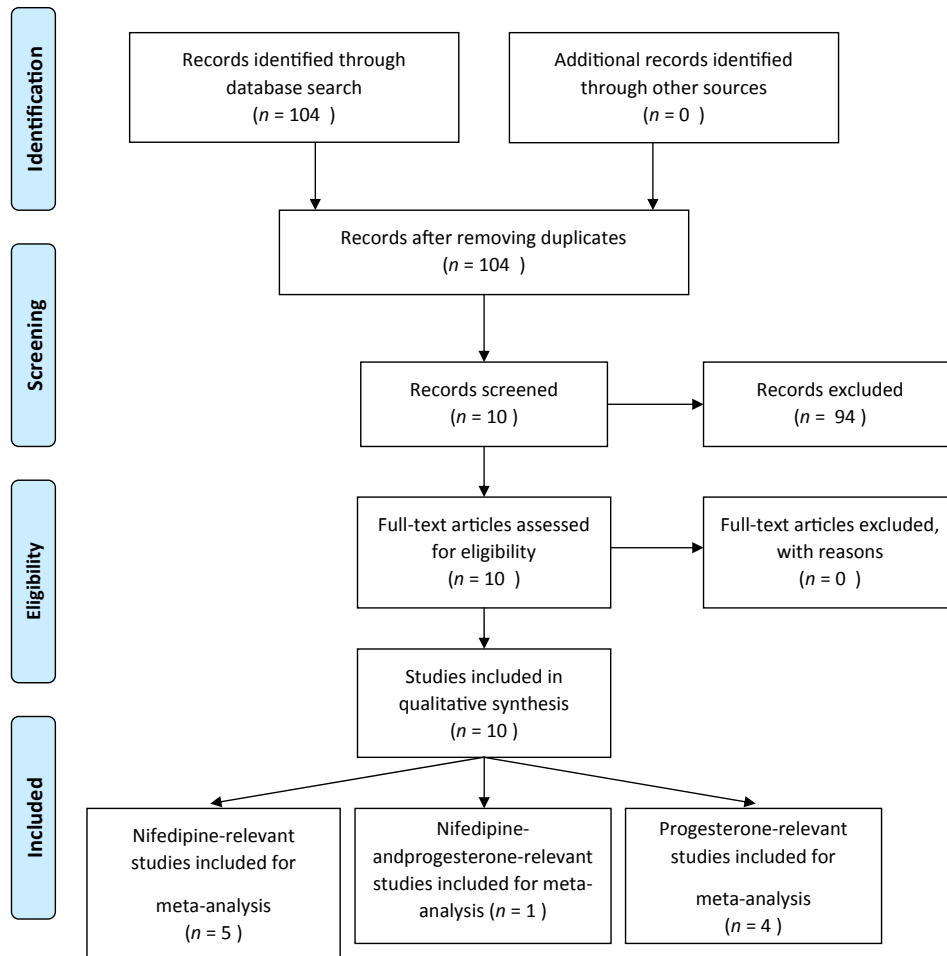 Identification
Records identified through
database search
(n = 104 )
Additional records identified
through other sources
(n = 0 )
Records after removing duplicates
(n = 104 )
Screening
Records screened
(n = 10 )
Records excluded
(n = 94 )
Eligibility
Full-text articles assessed
for eligibility
(n = 10 )
Full-text articles excluded,
with reasons
(n = 0 )
Studies included in
qualitative synthesis
(n = 10 )
Included
Nifedipine-relevant
studies included for
meta-analysis
(n = 5 )
Nifedipine-
andprogesterone-relevant
studies included for meta-
analysis (n = 1 )
Progesterone-relevant
studies included for
meta-analysis
(n = 4 )